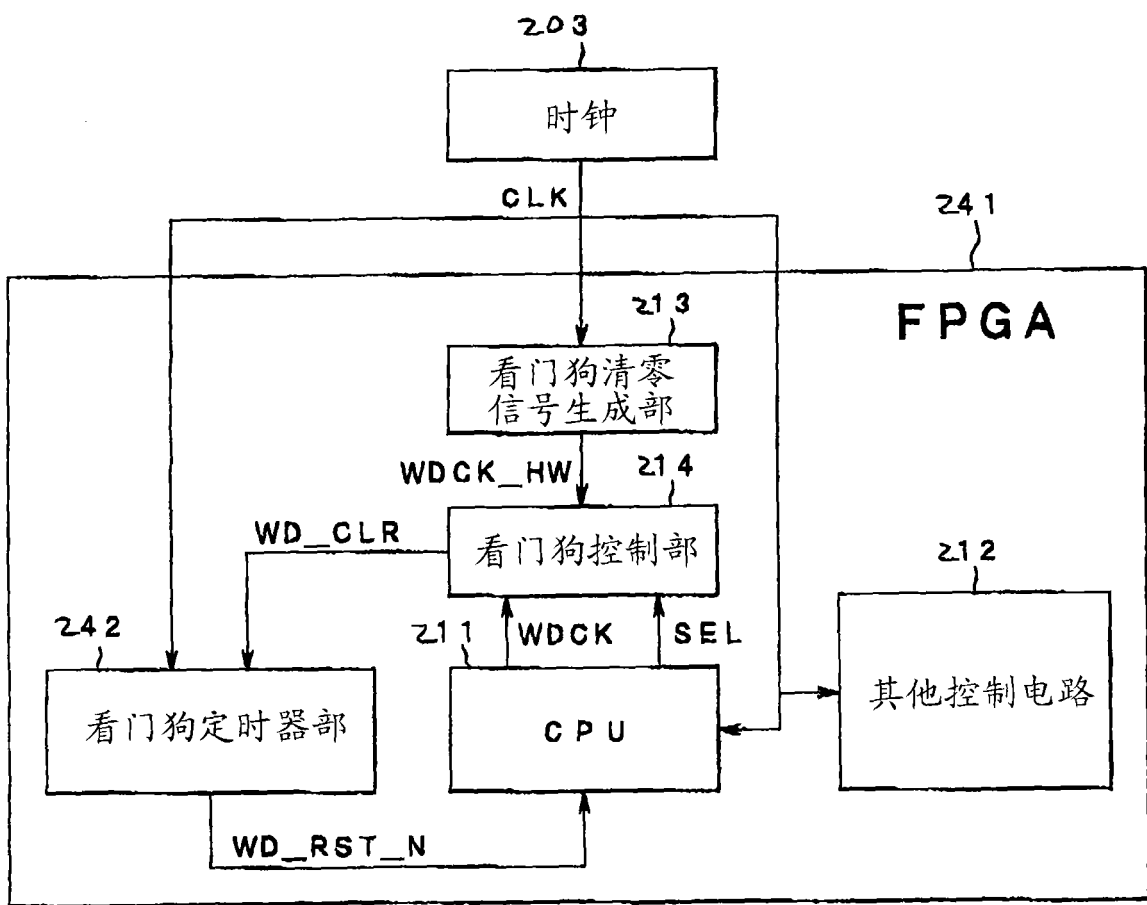 203
时钟
CLK
241
FPGA
213
看门狗清零
信号生成部
WDCK_HW
214
WD_CLR
看门狗控制部
212
242
211
WDCK
SEL
看门狗定时器部
CPU
其他控制电路
WD_RST_N